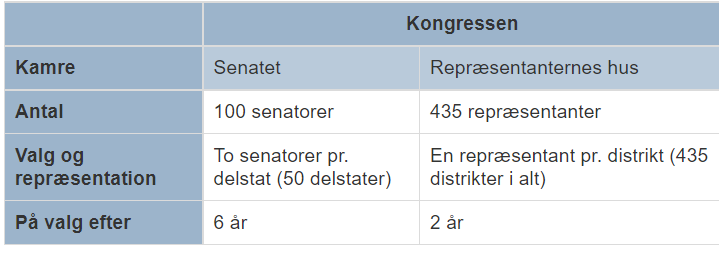 Kongressen
Kamre
Senatet
Repræsentanternes hus
Antal
100 senatorer
435 repræsentanter
Valg og
repræsentation
To senatorer pr.
delstat (50 delstater)
En repræsentant pr. distrikt (435
distrikter i alt)
På valg efter
6 år
2 år